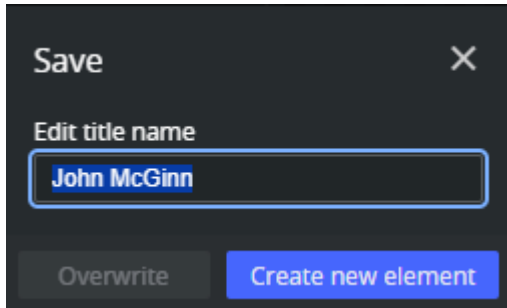 Save
Edit title name
John McGinn
Overwrite
Create new element